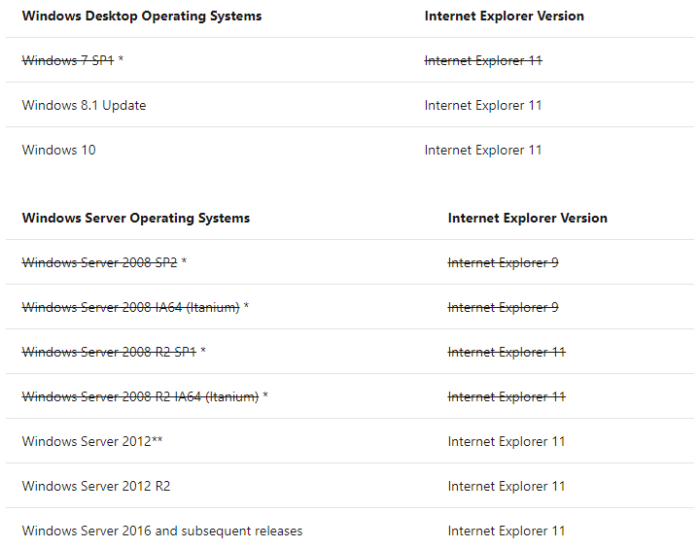 Windows Desktop Operating Systems Internet Explorer Version
Windows 7 SP1 * Internet Explorer 11
Windows 8.1 Update Internet Explorer 11
Windows 10 Internet Explorer 11
Windows Server Operating Systems Internet Explorer Version
Windows Server 2008 SP2 * Internet Explorer 9
Windows Server 2008 IA64 (Itanium) * Internet Explorer 9
Windows Server 2008 R2 SP1 * Internet Explorer 11
Windows Server 2008 R2 IA64 (Itanium) * Internet Explorer 11
Windows Server 2012** Internet Explorer 11
Windows Server 2012 R2 Internet Explorer 11
Windows Server 2016 and subsequent releases Internet Explorer 11